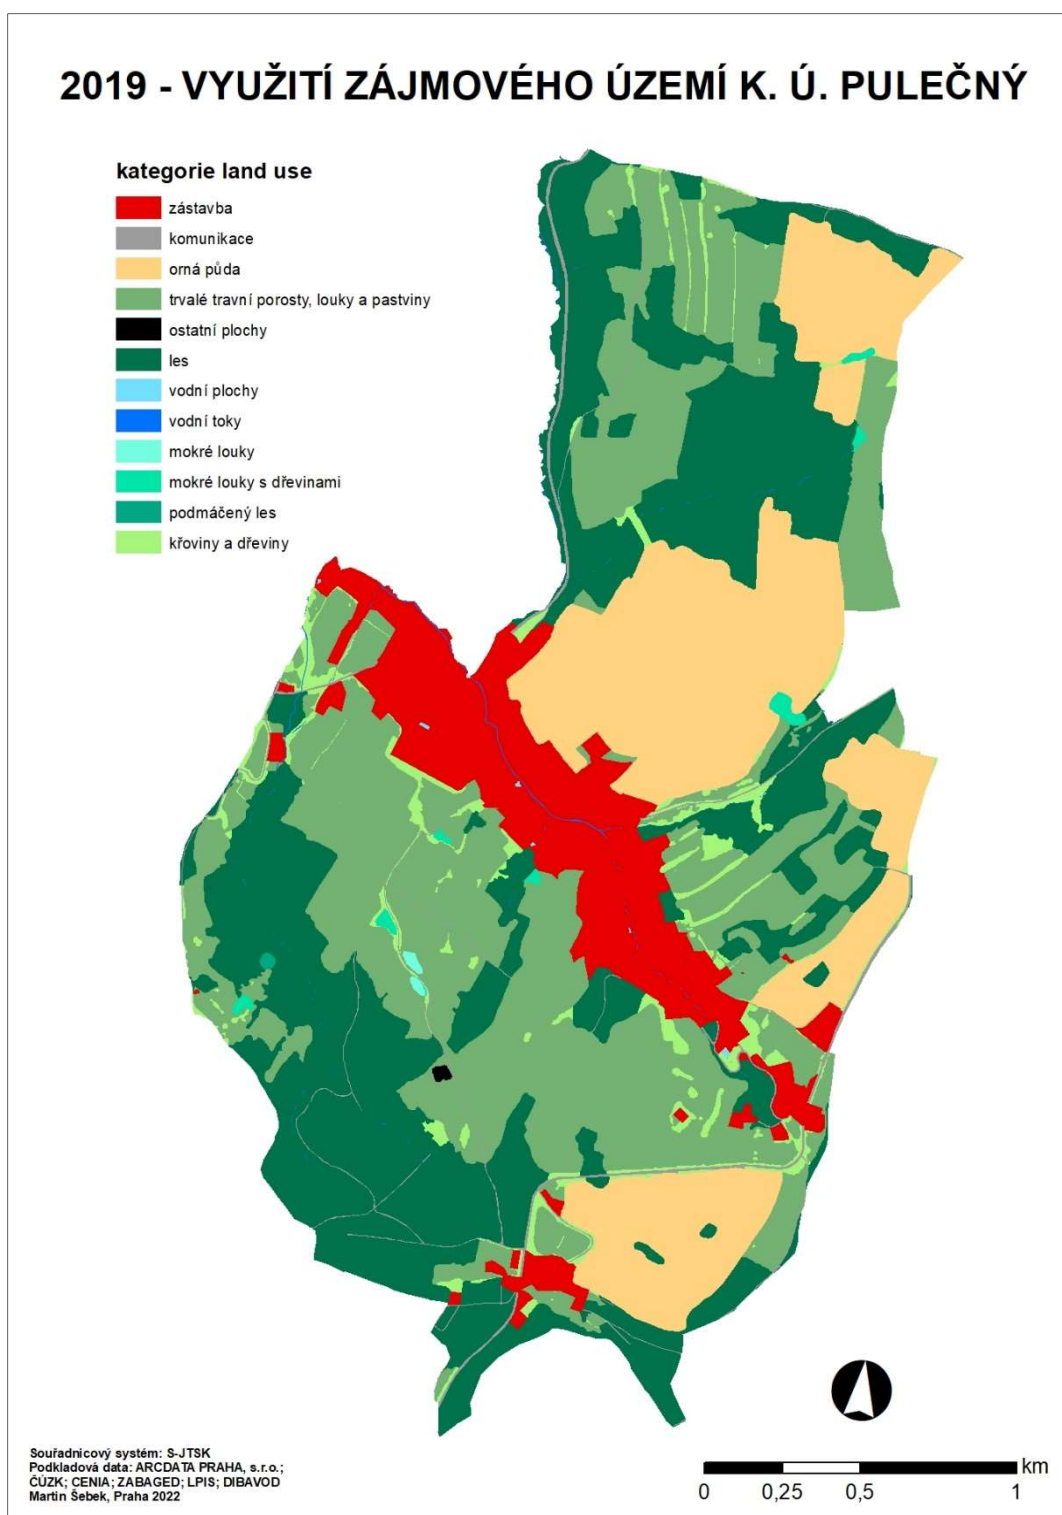 2019 - VYUŽITÍ ZÁJMOVÉHO ÚZEMÍ K. Ú. PULEČNÝ
kategorie land use
zástavba
komunikace
orná půda
trvalé travní porosty, louky a pastviny
ostatní plochy
les
vodní plochy
vodní toky
mokré louky
mokré louky s dřevinami
podmáčený les
křoviny a dřeviny
Souřadnicový systém: S-JTSK
Podkladová data: ARCDATA PRAHA, s.r.o.;
ČÚZK; CENIA; ZABAGED; LPIS; DIBAVOD
Martin Šebek, Praha 2022
km
0 0,25 0,5 1